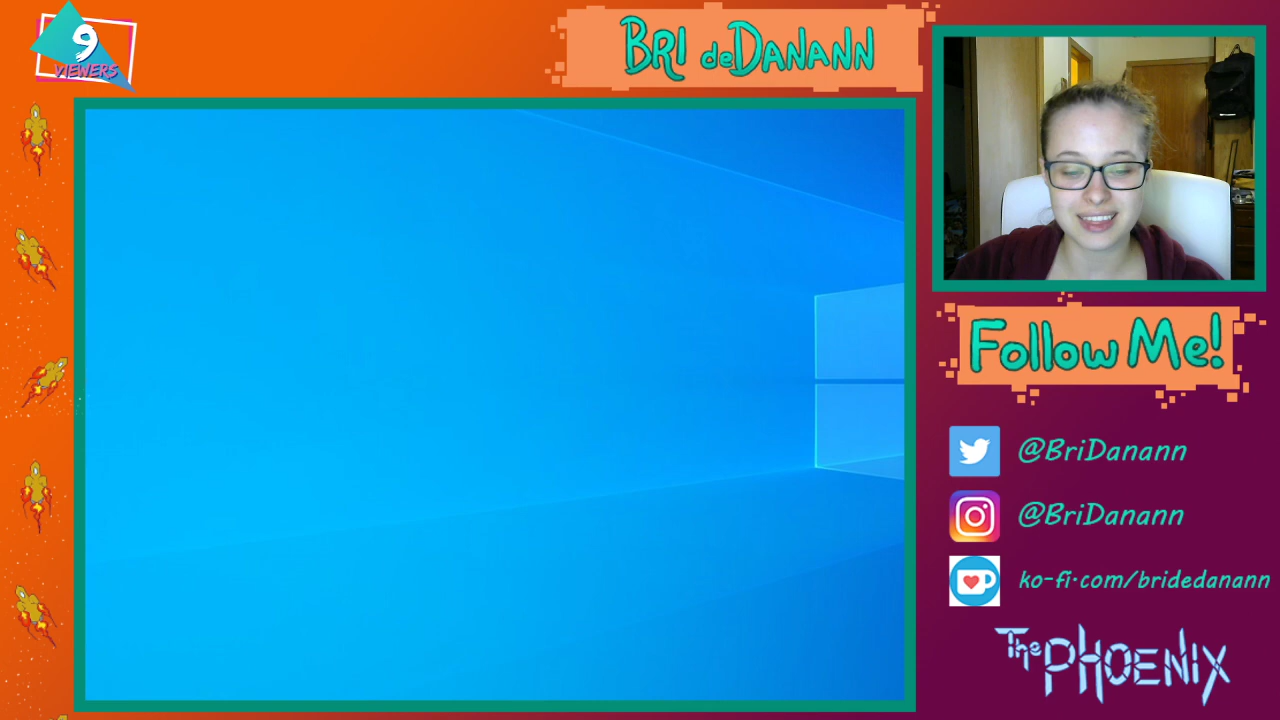 9
VIEWERS
BRI deDANANN
Follow Me!
@BriDanann
@BriDanann
ko-fi.com/bridedanann
The PHOENIX